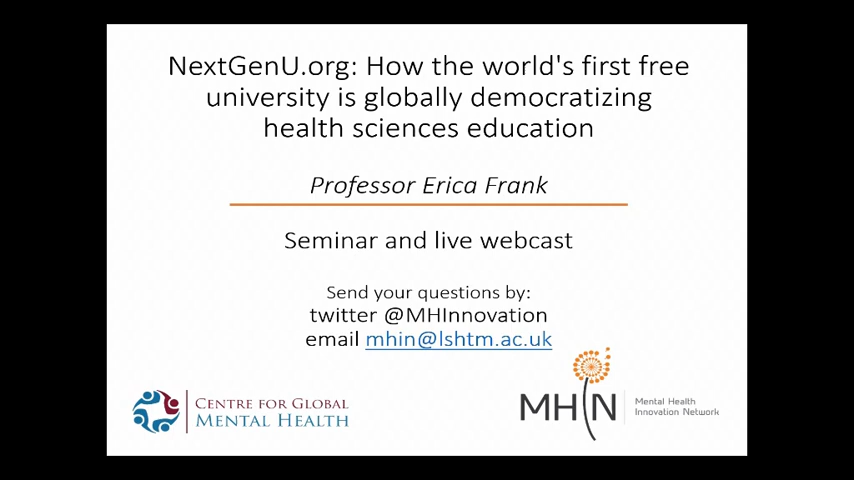 NextGenU.org: How the world's first free
university is globally democratizing
health sciences education
Professor Erica Frank
Seminar and live webcast
Send your questions by:
twitter @MHInnovation
email mhin@lshtm.ac.uk
CENTRE FOR GLOBAL
MENTAL HEALTH
MHIN
Mental Health
Innovation Network